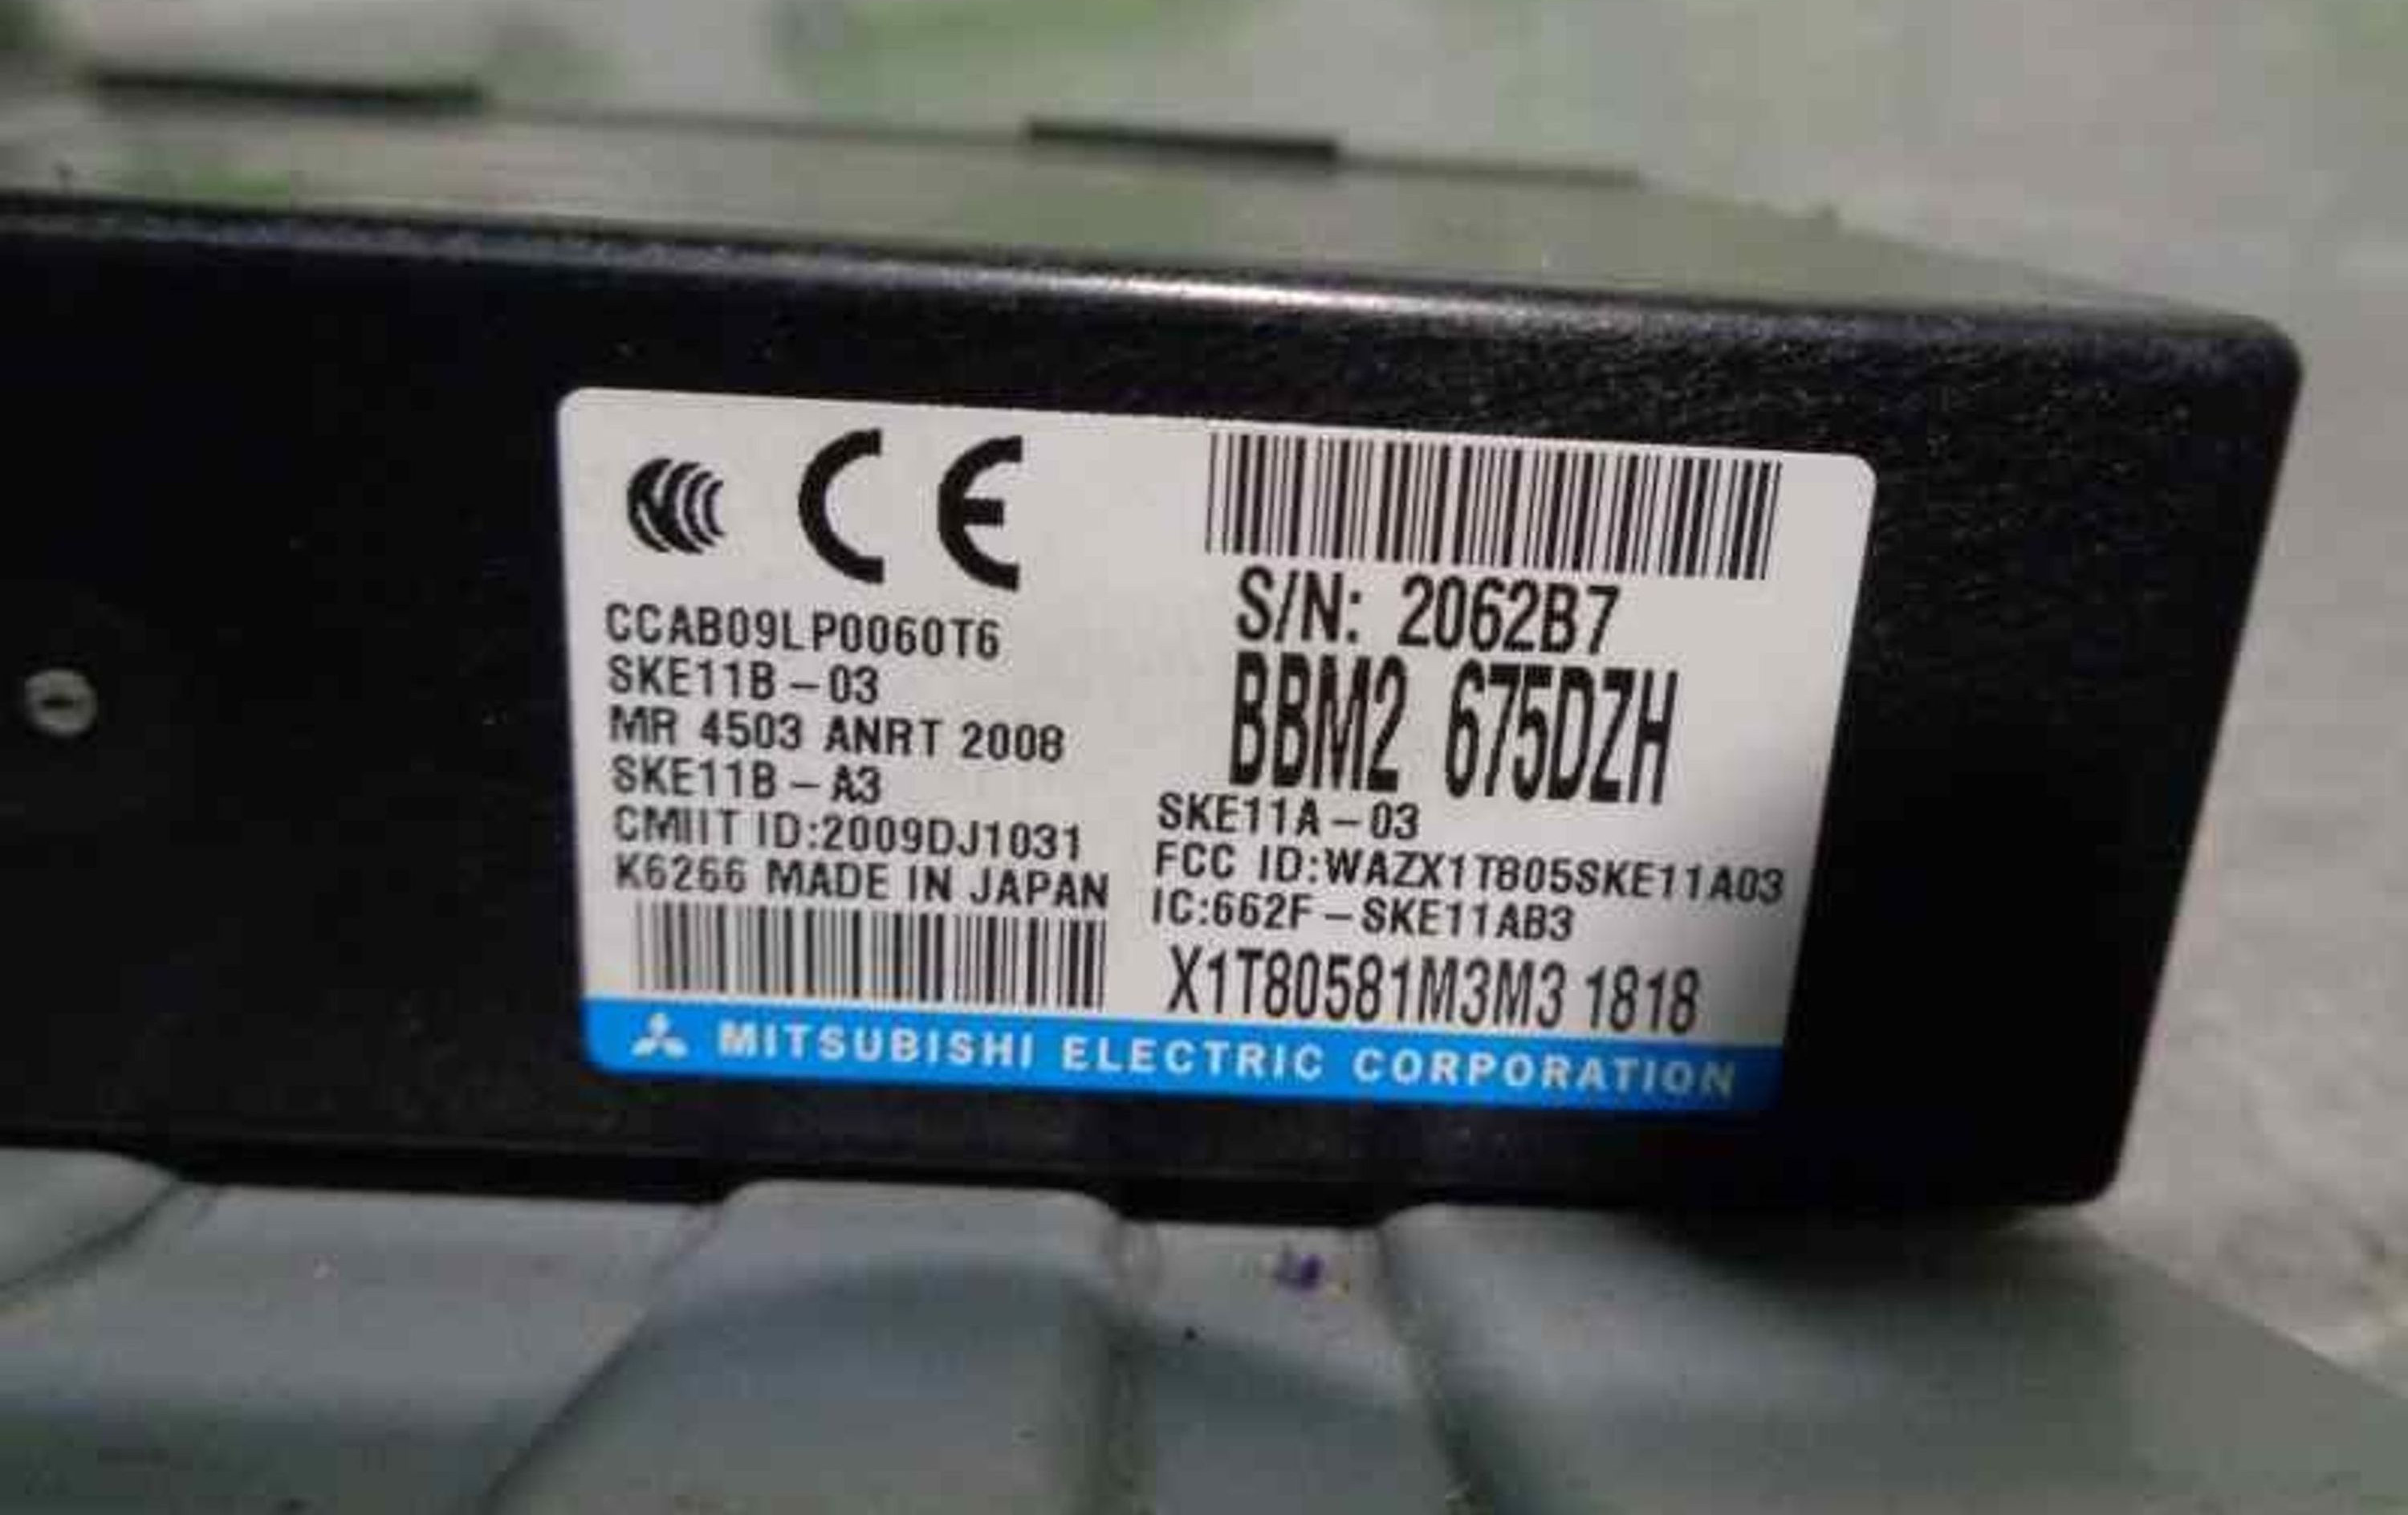 CE
CCAB09LP0060T6
SKE11B-03
MR 4503 ANRT 2008
SKE11B-A3
CMIIT ID:2009DJ1031
K6266 MADE IN JAPAN
S/N: 2062B7
BBM2 675DZH
SKE11A-03
FCC ID:WAZX1T805SKE11A03
IC:662F-SKE11AB3
X1T80581M3M3 1818
MITSUBISHI ELECTRIC CORPORATION